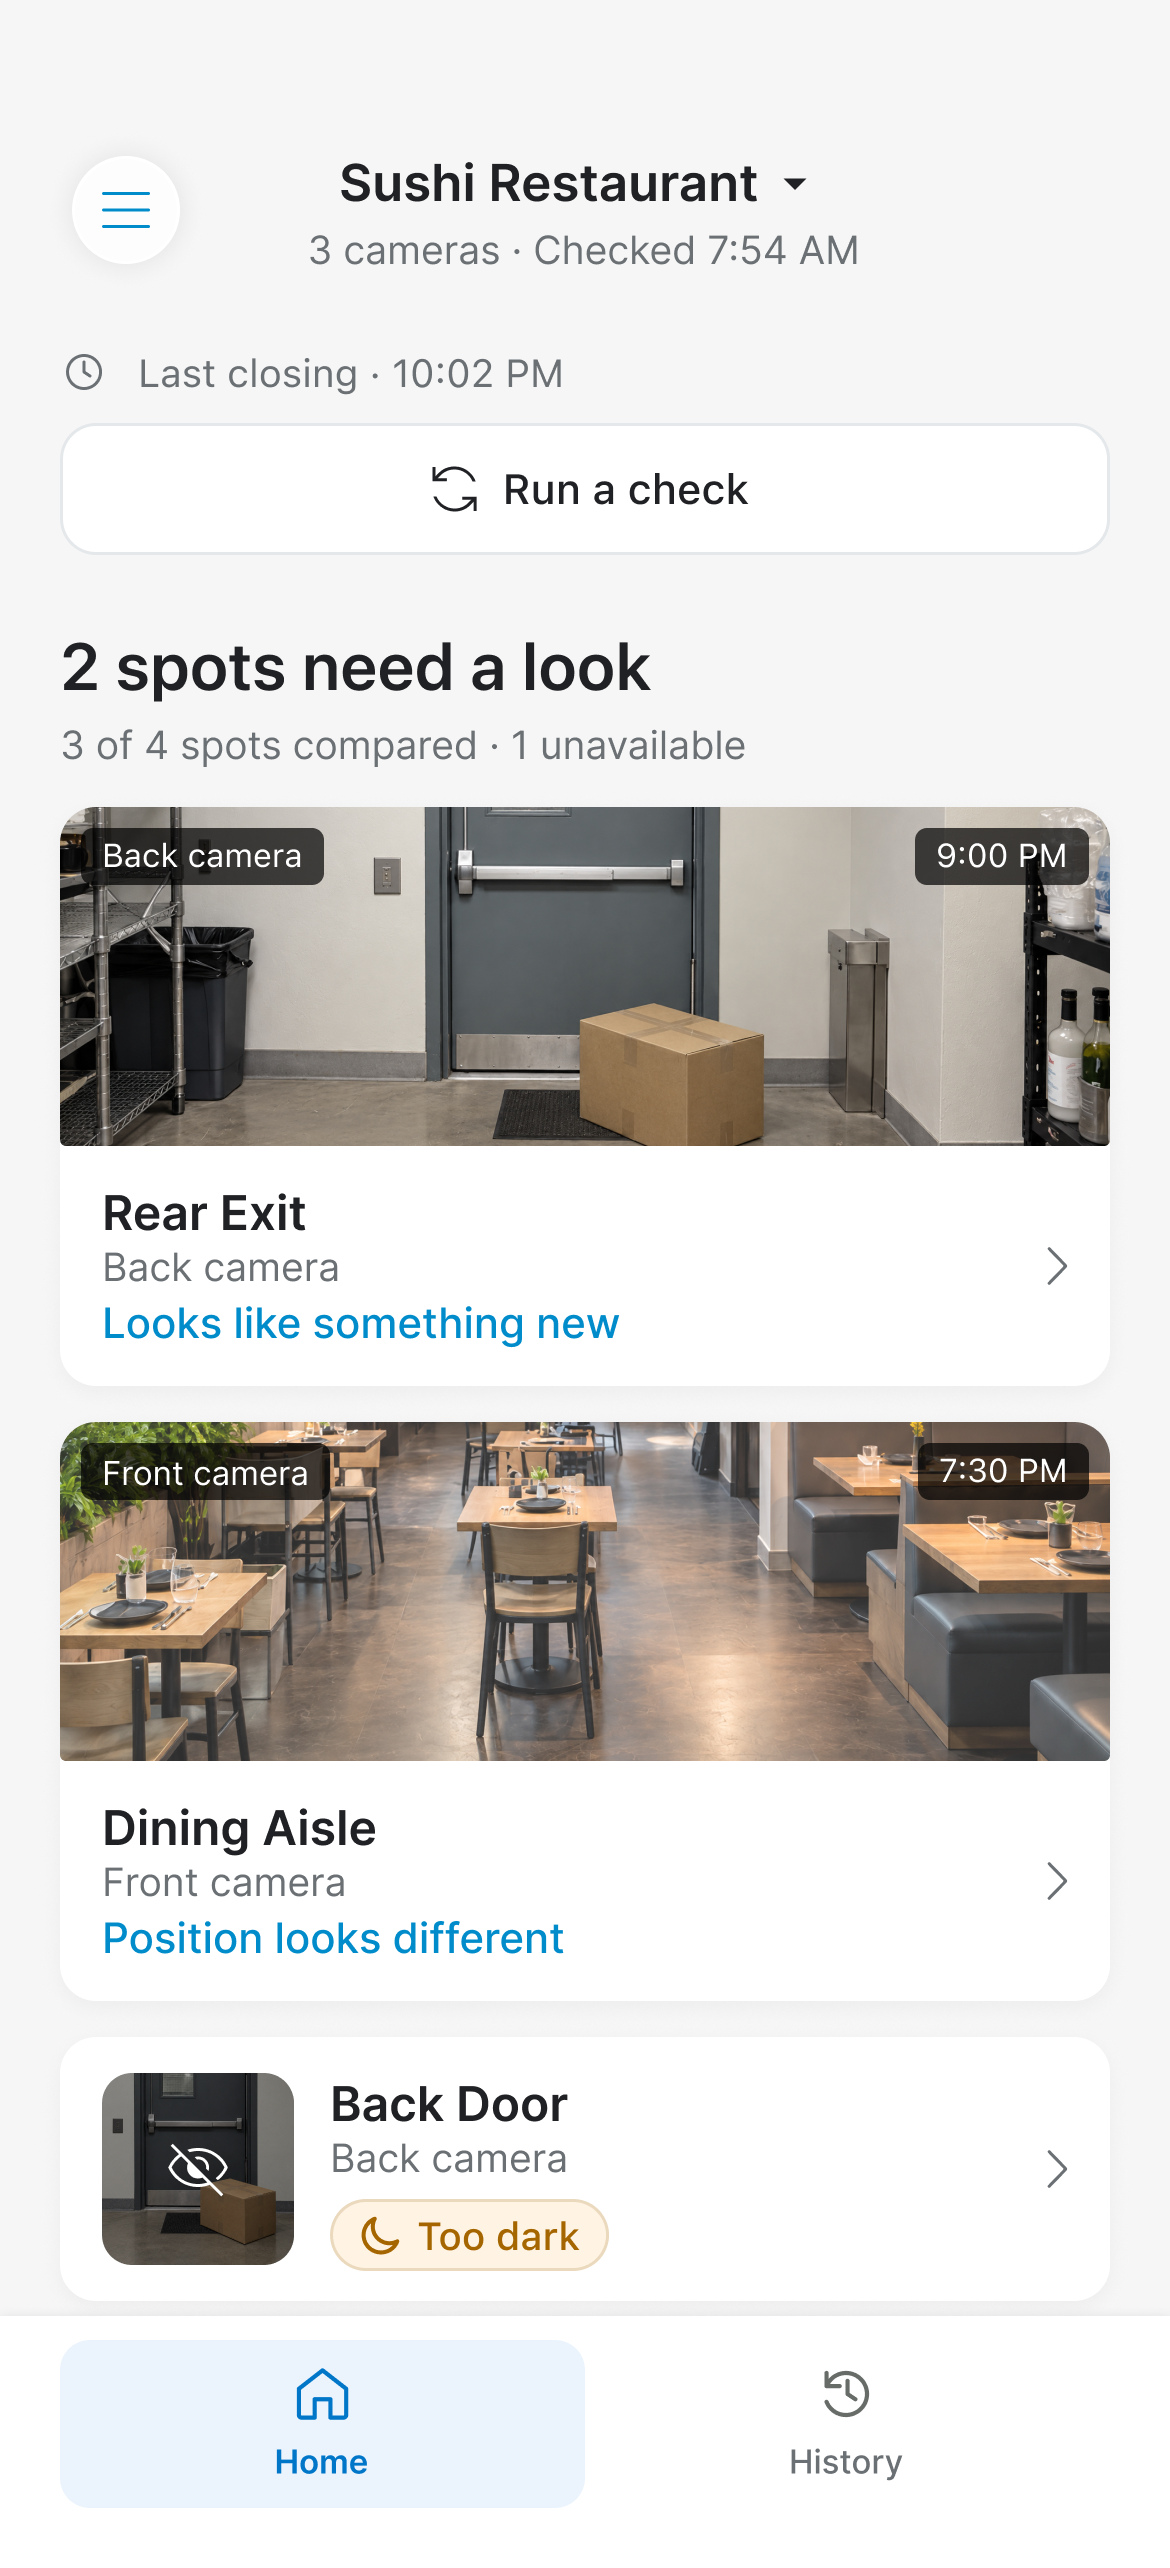 Sushi Restaurant
3 cameras · Checked 7:54 AM
Last closing · 10:02 PM
Run a check
2 spots need a look
3 of 4 spots compared · 1 unavailable
Back camera
9:00 PM
Rear Exit
Back camera
Looks like something new
Front camera
7:30 PM
Dining Aisle
Front camera
Position looks different
Back Door
Back camera
Too dark
Home
History